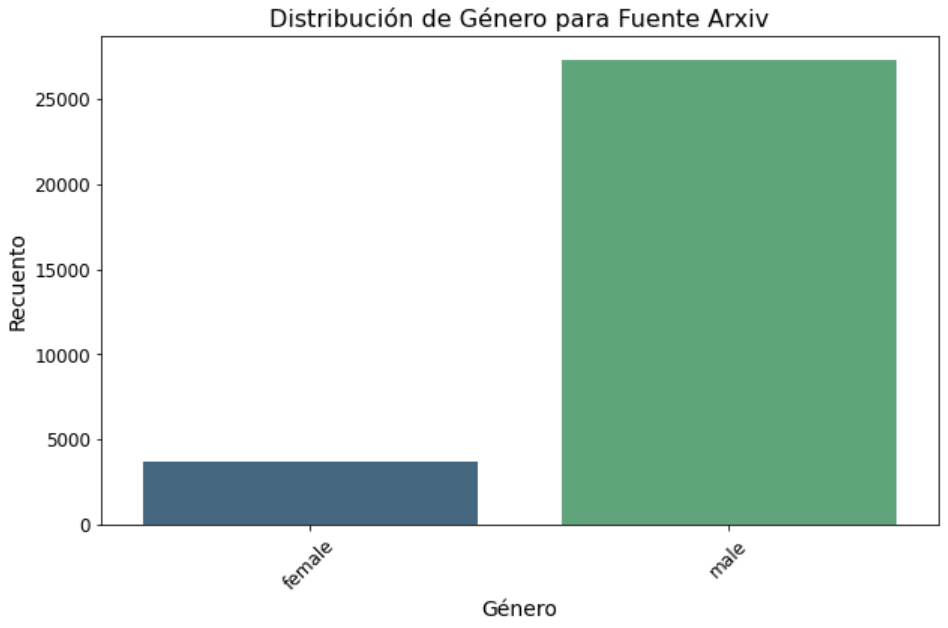 Distribución de Género para Fuente Arxiv
Recuento
25000
20000
15000
10000
5000
0
female
male
Género